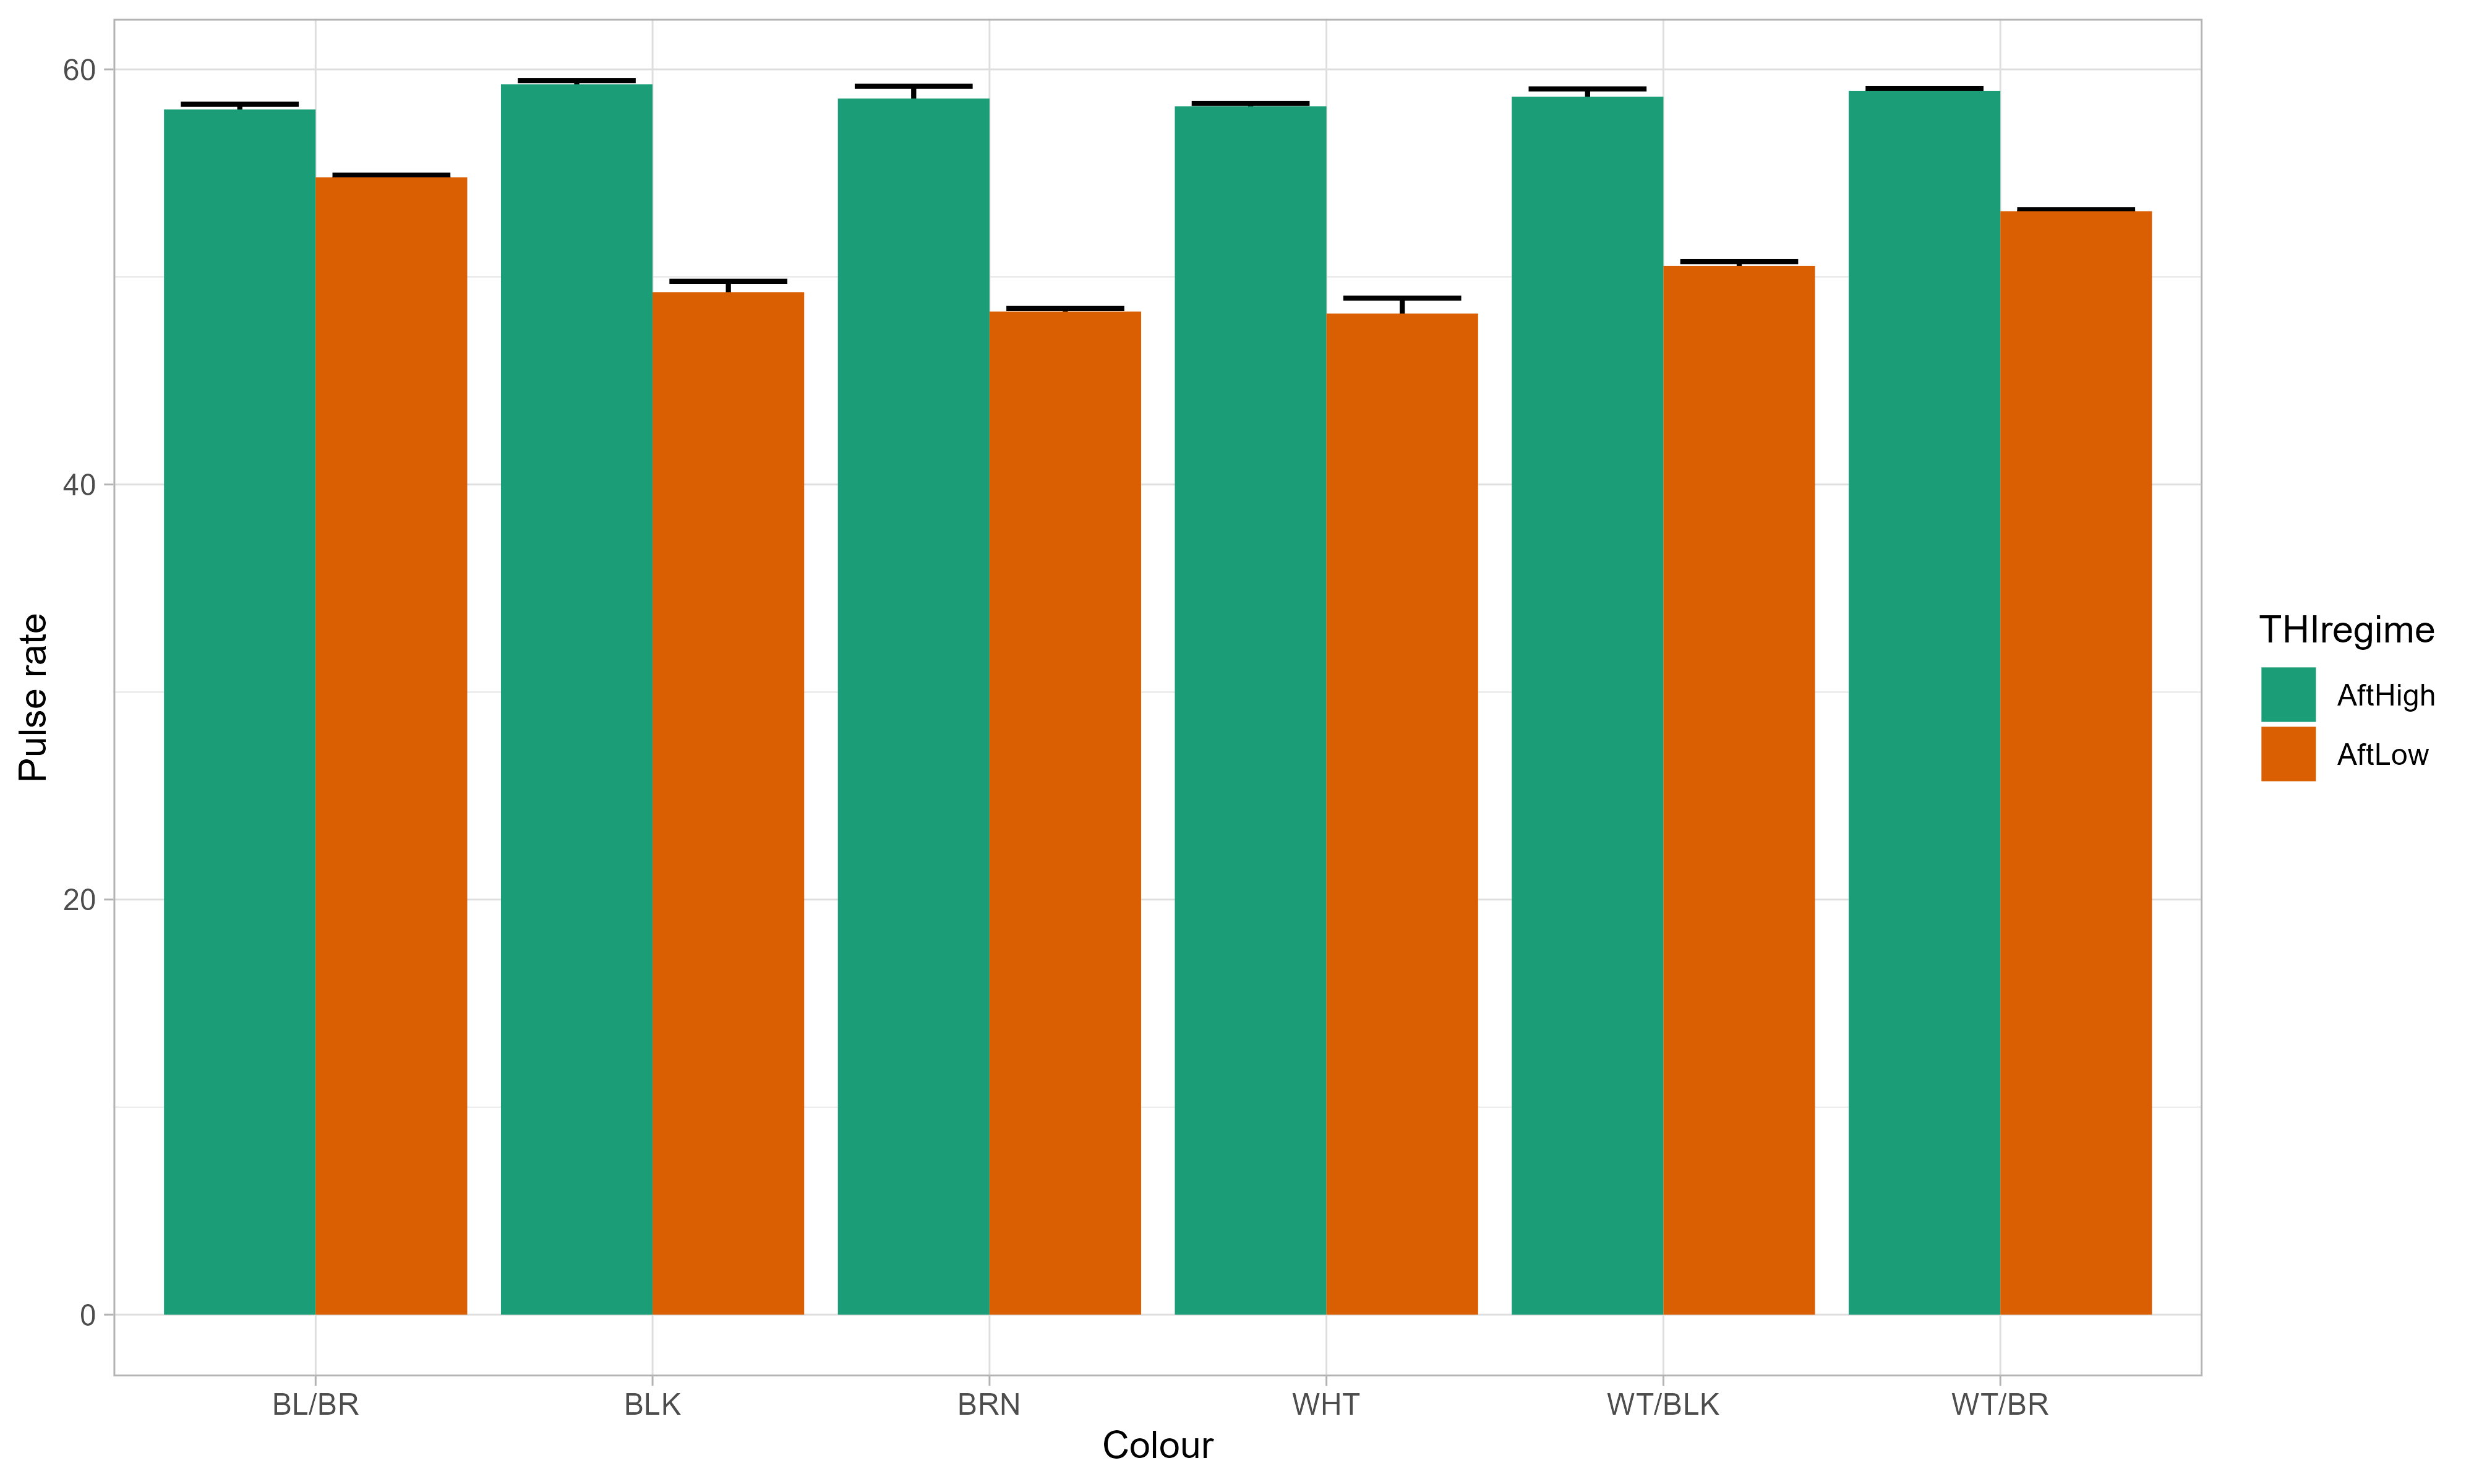 60
40
20
0
Pulse rate
BL/BR BLK BRN WHT WT/BLK WT/BR
Colour
THIregime
AftHigh
AftLow